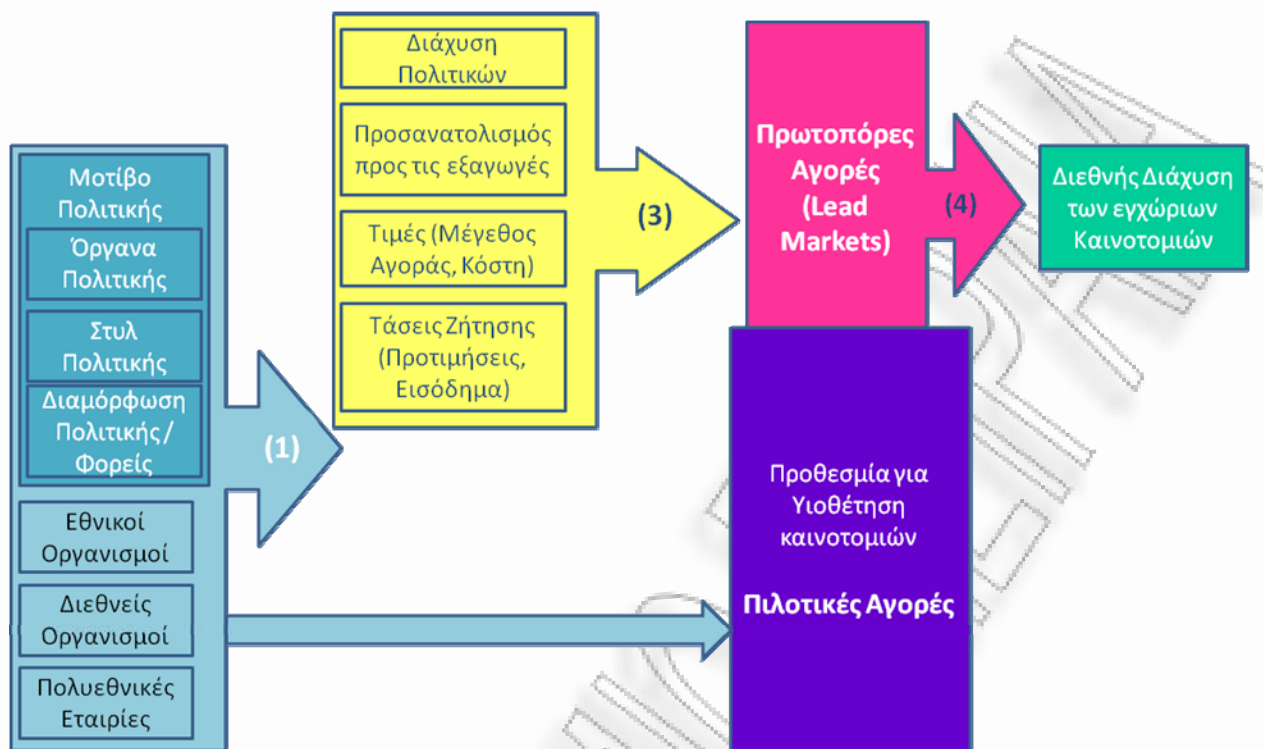 Μοτίβο
Πολιτικής
Όργανα
Πολιτικής
Στυλ
Πολιτικής
Διαμόρφωση
Πολιτικής /
Φορείς
Εθνικοί
Οργανισμοί
Διεθνείς
Οργανισμοί
Πολυεθνικές
Εταιρίες
(1)
Διάχυση
Πολιτικών
Προσανατολισμός
προς τις εξαγωγές
Τιμές (Μέγεθος
Αγοράς, Κόστη)
Τάσεις Ζήτησης
(Προτιμήσεις,
Εισόδημα)
(3)
Πρωτοπόρες
Αγορές
(Lead
Markets)
(4)
Προθεσμία για
Υιοθέτηση
καινοτομιών
Πιλοτικές Αγορές
Διεθνής Διάχυση
των εγχώριων
Καινοτομιών